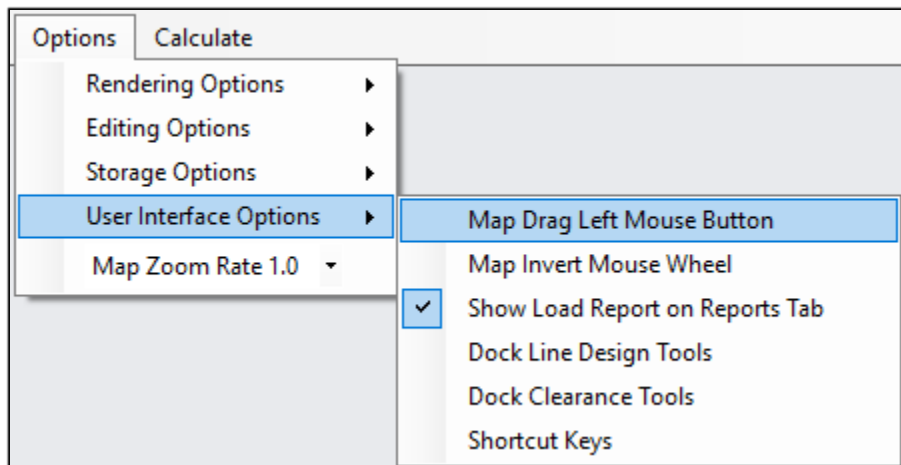 Options Calculate
Rendering Options
Editing Options
Storage Options
User Interface Options
Map Zoom Rate 1.0
Map Drag Left Mouse Button
Map Invert Mouse Wheel
Show Load Report on Reports Tab
Dock Line Design Tools
Dock Clearance Tools
Shortcut Keys